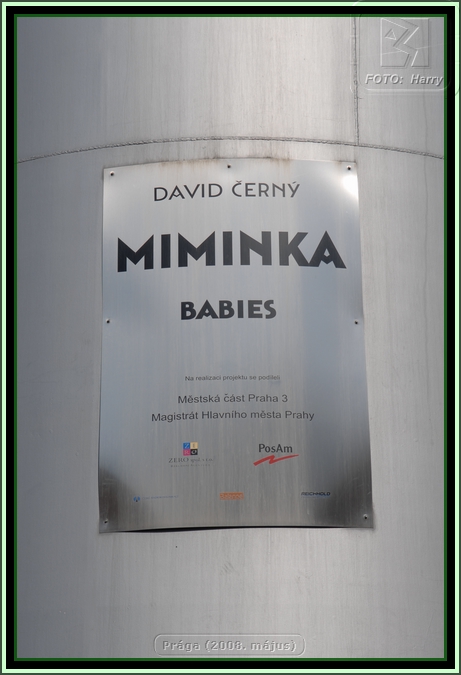 FOTO: Harry
DAVID ČERNÝ
MIMINKA
BABIES
Na realizaci projektu se podíleli
Městská část Praha 3
Magistrát Hlavního města Prahy
PosAm
REICHHOLD
Prága (2008. május)